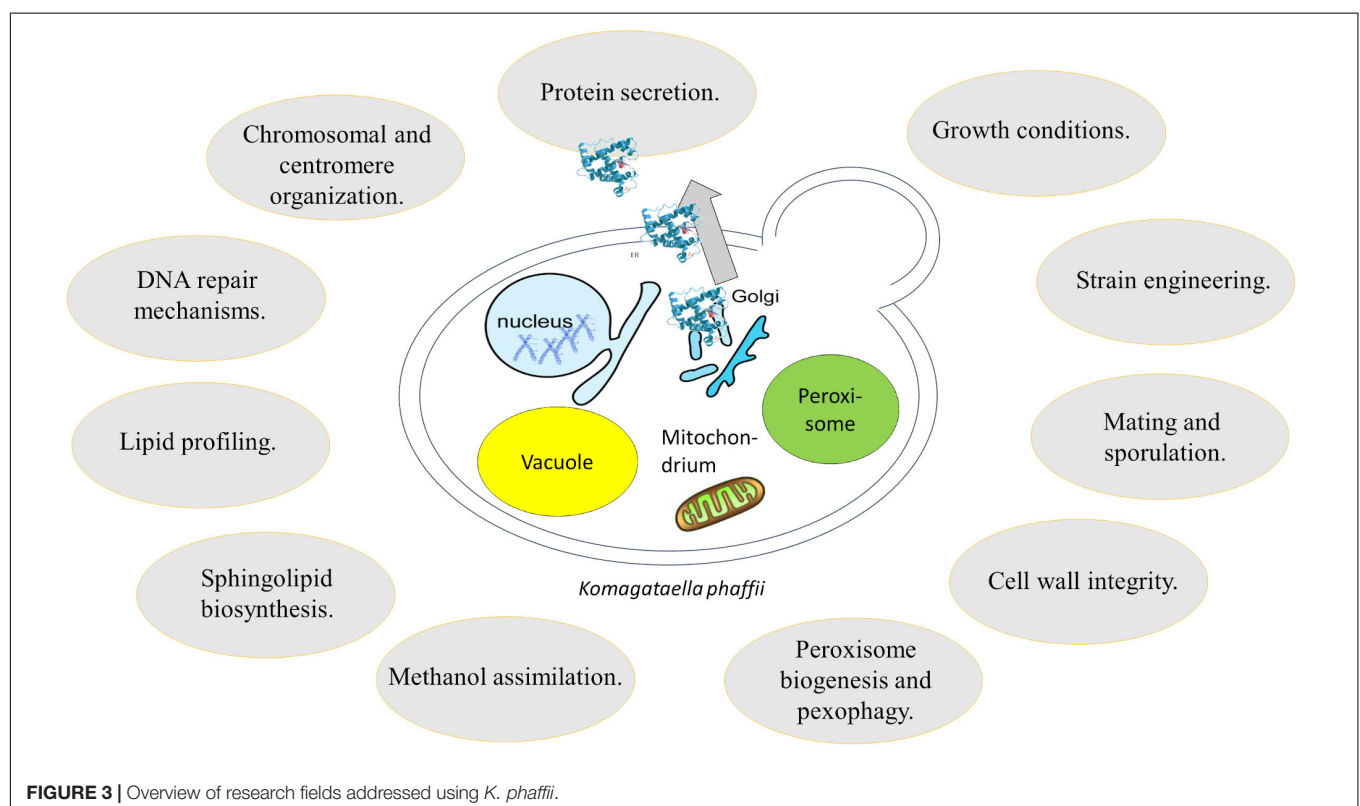 Protein secretion.
Growth conditions.
Chromosomal and
centromere
organization.
DNA repair
mechanisms.
Strain engineering.
Lipid profiling.
Mating and
sporulation.
Sphingolipid
biosynthesis.
Cell wall integrity.
Methanol assimilation.
Peroxisome
biogenesis and
pexophagy.
ER
nucleus
Golgi
Peroxi-
some
Vacuole
Mitochon-
drium
Komagataella phaffii
FIGURE 3 | Overview of research fields addressed using K. phaffii.